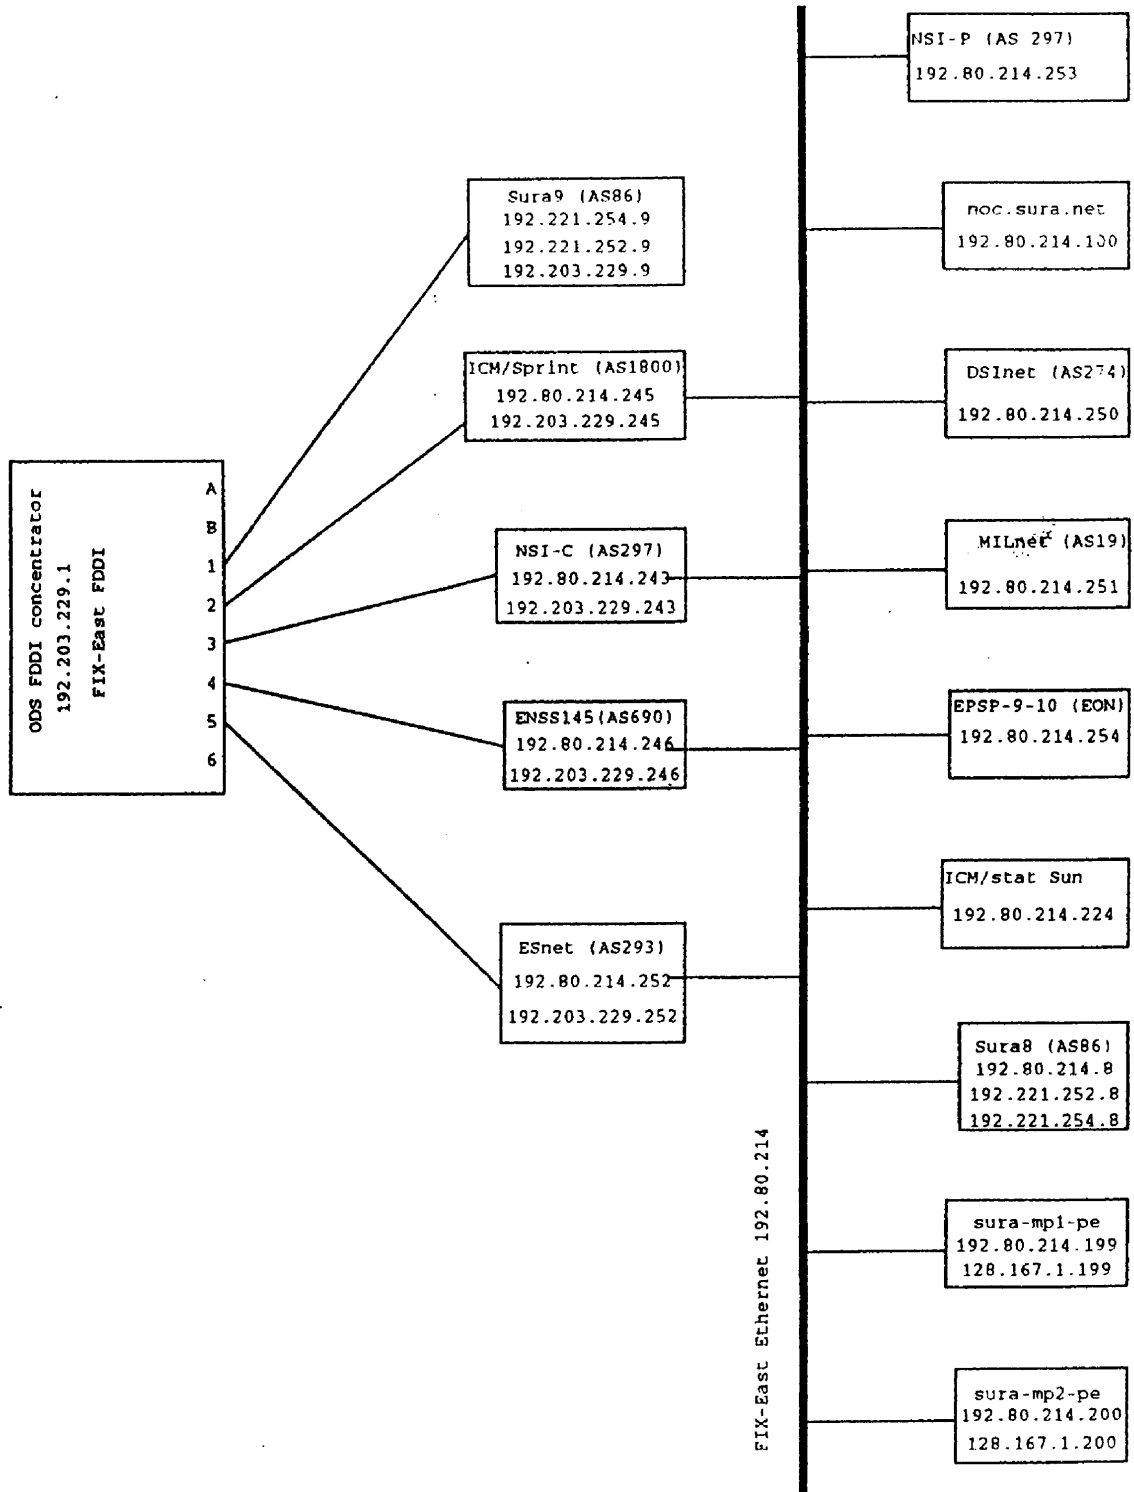 ODS FDDI concentrator
192.203.229.1
FIX-East FDDI
A
B
1
2
3
4
5
6
Sura9 (AS86)
192.221.254.9
192.221.252.9
192.203.229.9
ICM/Sprint (AS1800)
192.80.214.245
192.203.229.245
NSI-C (AS297)
192.80.214.243
192.203.229.243
ENSS145(AS690)
192.80.214.246
192.203.229.246
ESnet (AS293)
192.80.214.252
192.203.229.252
FIX-East Ethernet 192.80.214
NSI-P (AS 297)
192.80.214.253
noc.sura.net
192.80.214.100
DSInet (AS274)
192.80.214.250
MILnet (AS19)
192.80.214.251
EPSP-9-10 (EON)
192.80.214.254
ICM/stat Sun
192.80.214.224
Sura8 (AS86)
192.80.214.8
192.221.252.8
192.221.254.8
sura-mp1-pe
192.80.214.199
128.167.1.199
sura-mp2-pe
192.80.214.200
128.167.1.200